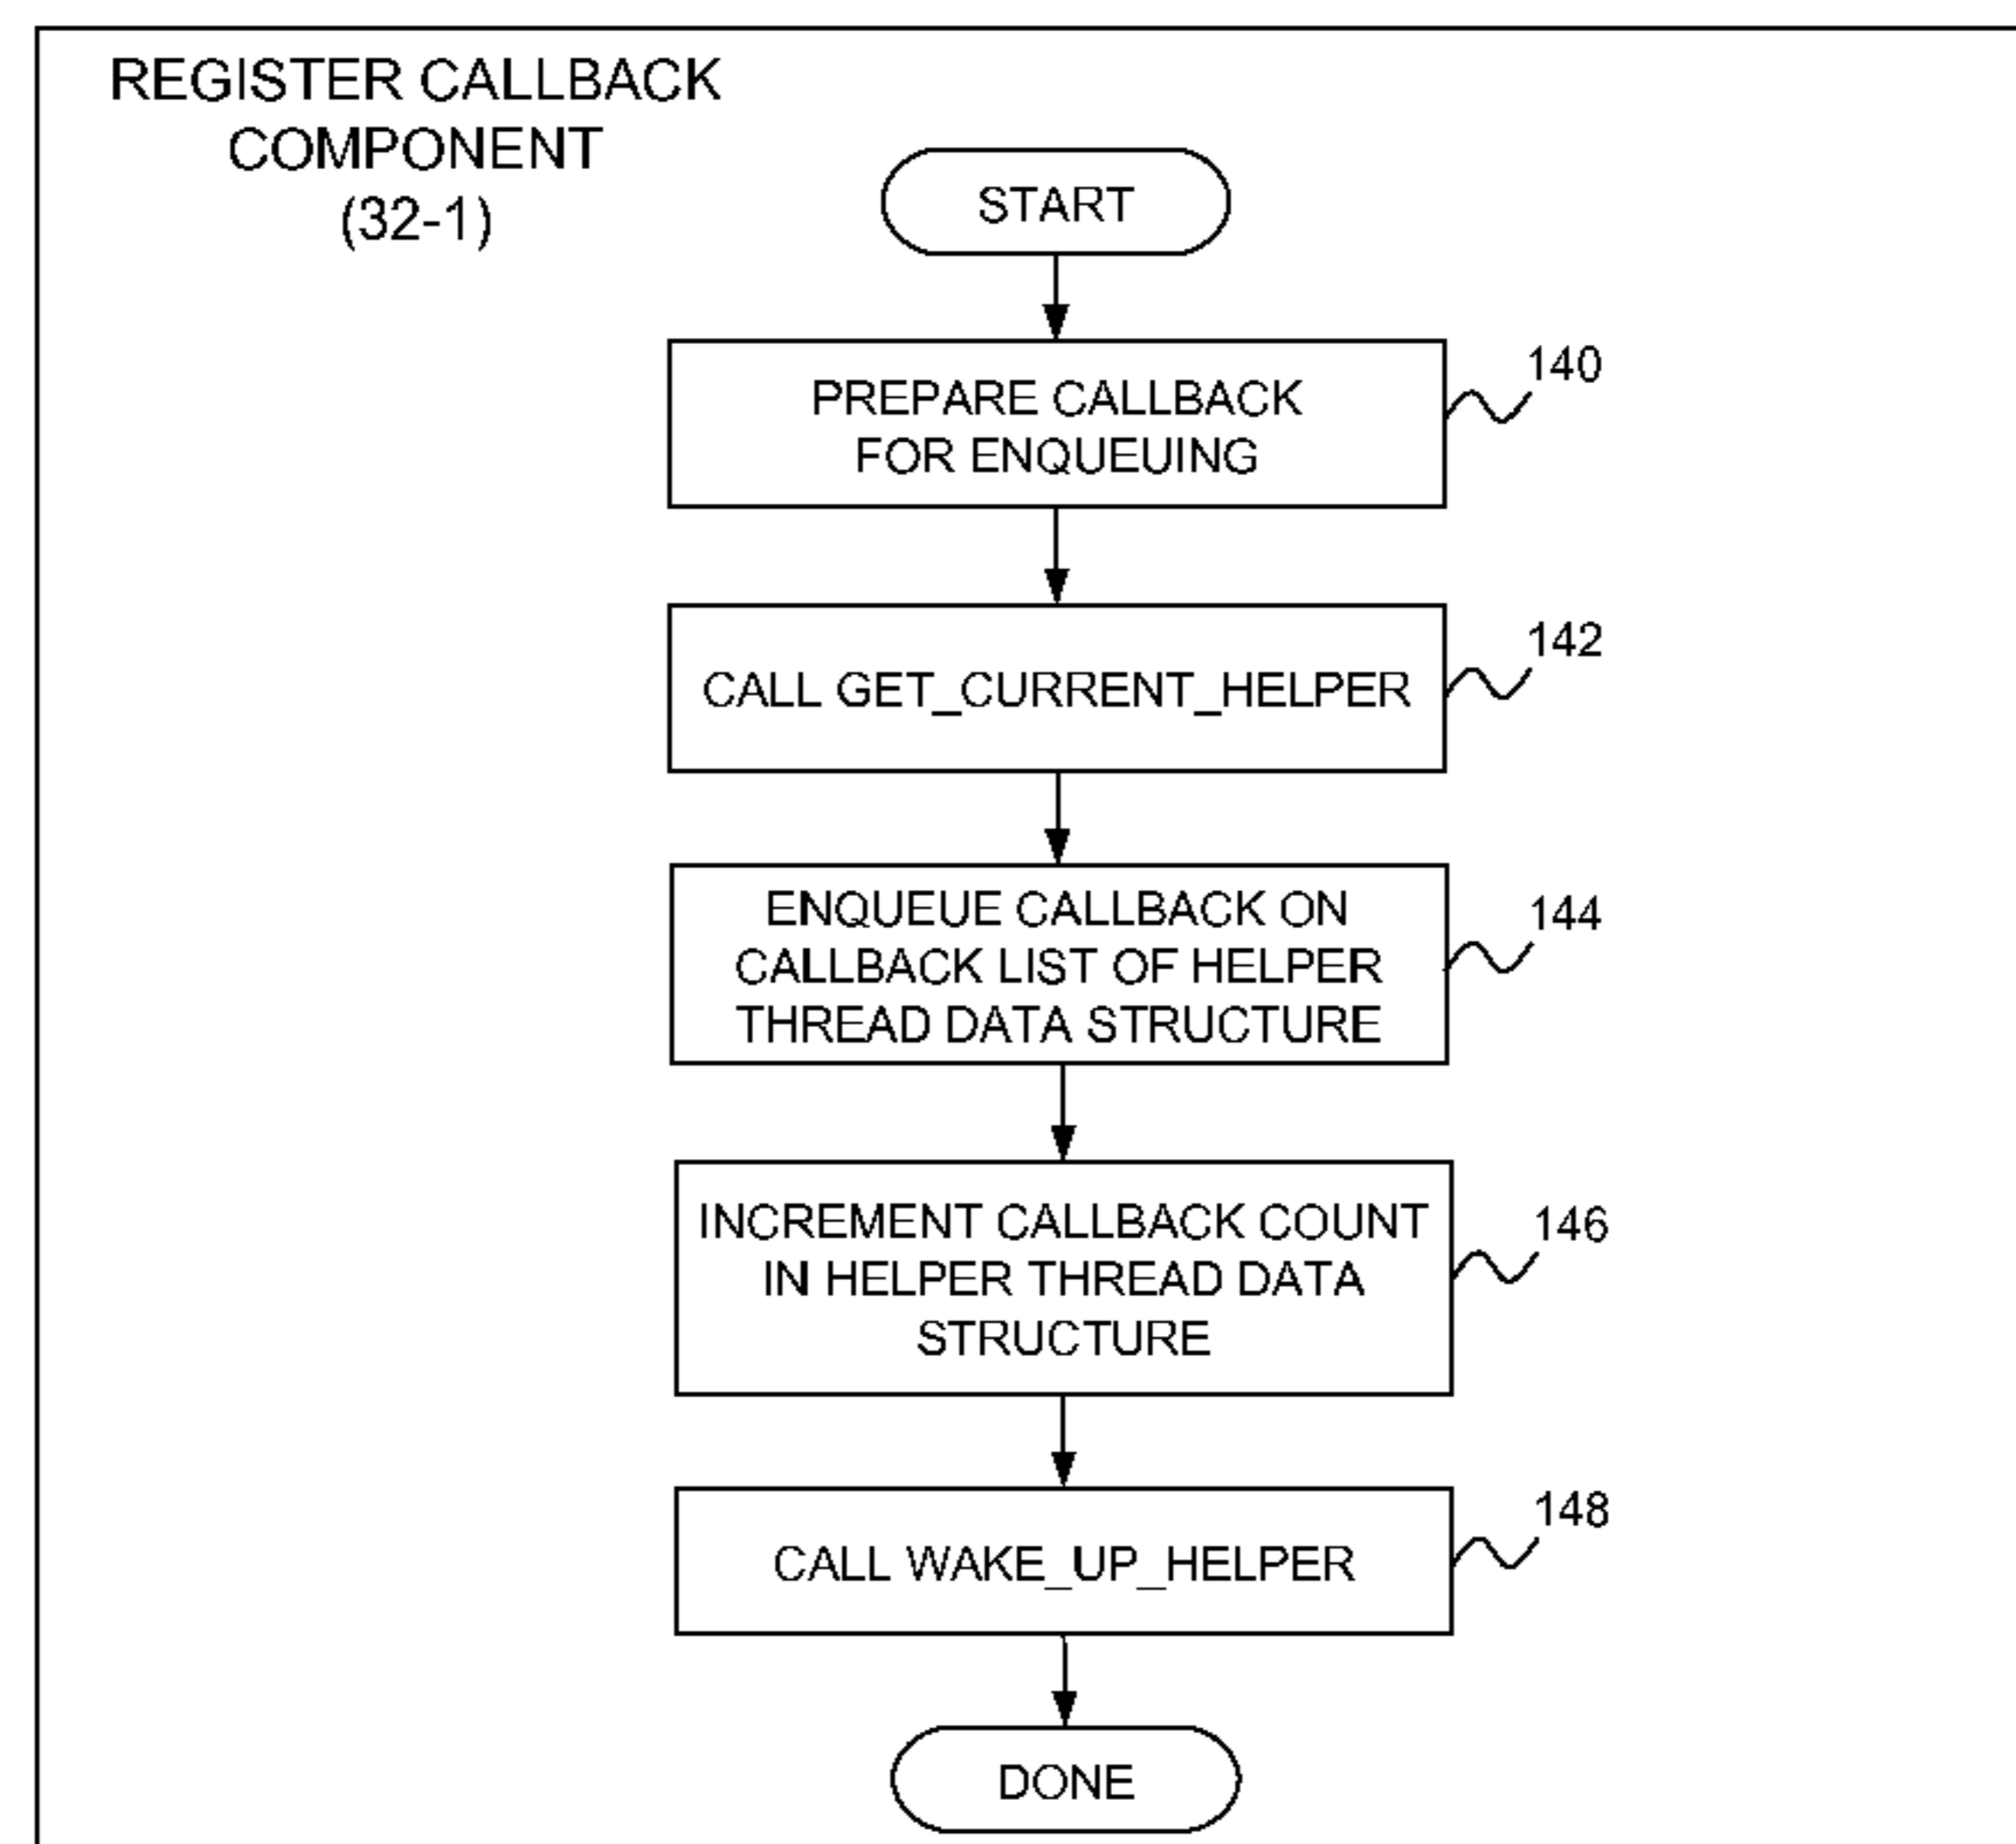 REGISTER CALLBACK
COMPONENT
(32-1)
START
PREPARE CALLBACK
FOR ENQUEUING
140
CALL GET_CURRENT_HELPER
142
ENQUEUE CALLBACK ON
CALLBACK LIST OF HELPER
THREAD DATA STRUCTURE
144
INCREMENT CALLBACK COUNT
IN HELPER THREAD DATA
STRUCTURE
146
CALL WAKE_UP_HELPER
148
DONE